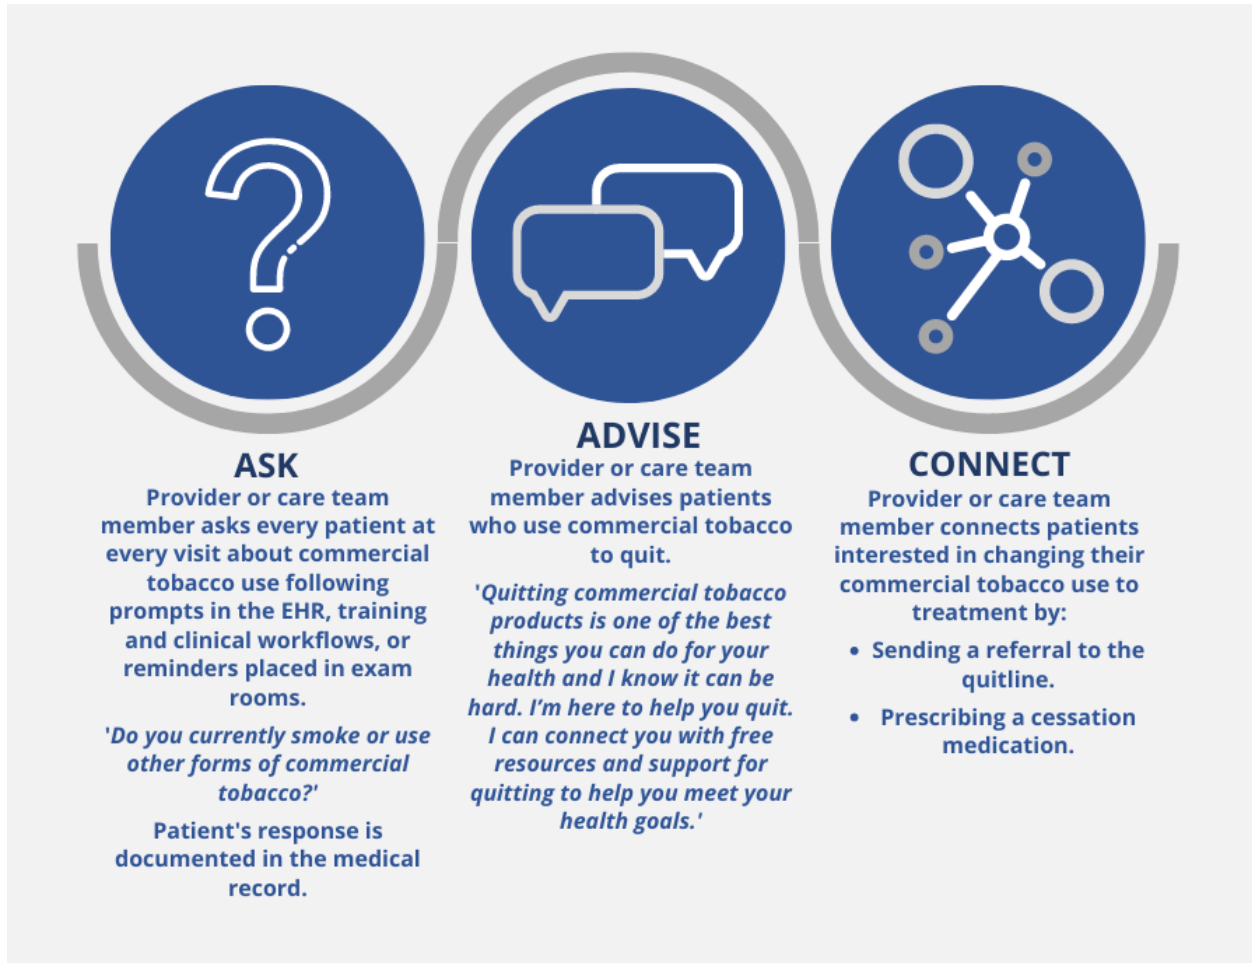 ASK
Provider or care team
member asks every patient at
every visit about commercial
tobacco use following
prompts in the EHR, training
and clinical workflows, or
reminders placed in exam
rooms.
'Do you currently smoke or use
other forms of commercial
tobacco?'
Patient's response is
documented in the medical
record.
ADVISE
Provider or care team
member advises patients
who use commercial tobacco
to quit.
'Quitting commercial tobacco
products is one of the best
things you can do for your
health and I know it can be
hard. I’m here to help you quit.
I can connect you with free
resources and support for
quitting to help you meet your
health goals.'
CONNECT
Provider or care team
member connects patients
interested in changing their
commercial tobacco use to
treatment by:
• Sending a referral to the
quitline.
• Prescribing a cessation
medication.